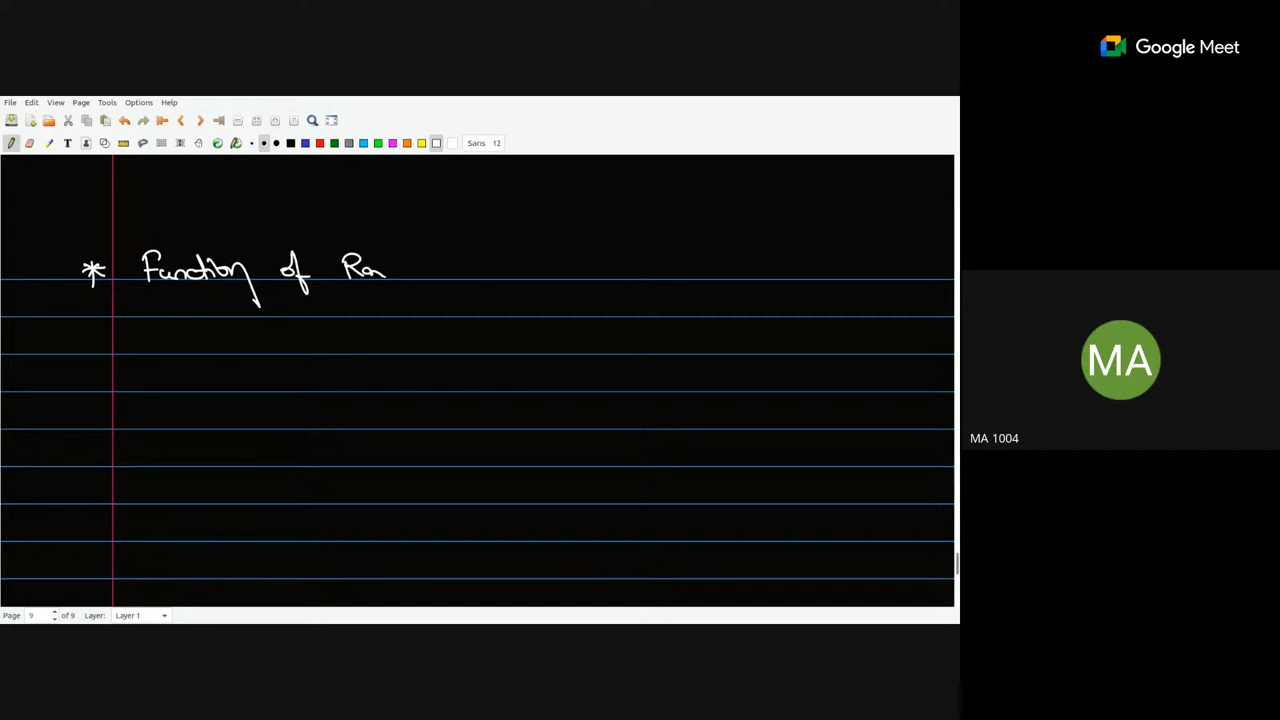 Google Meet
File Edit View Page Tools Options Help
T Sans 12
* Function of Ran
MA
MA 1004
Page 9 of 9 Layer: Layer 1